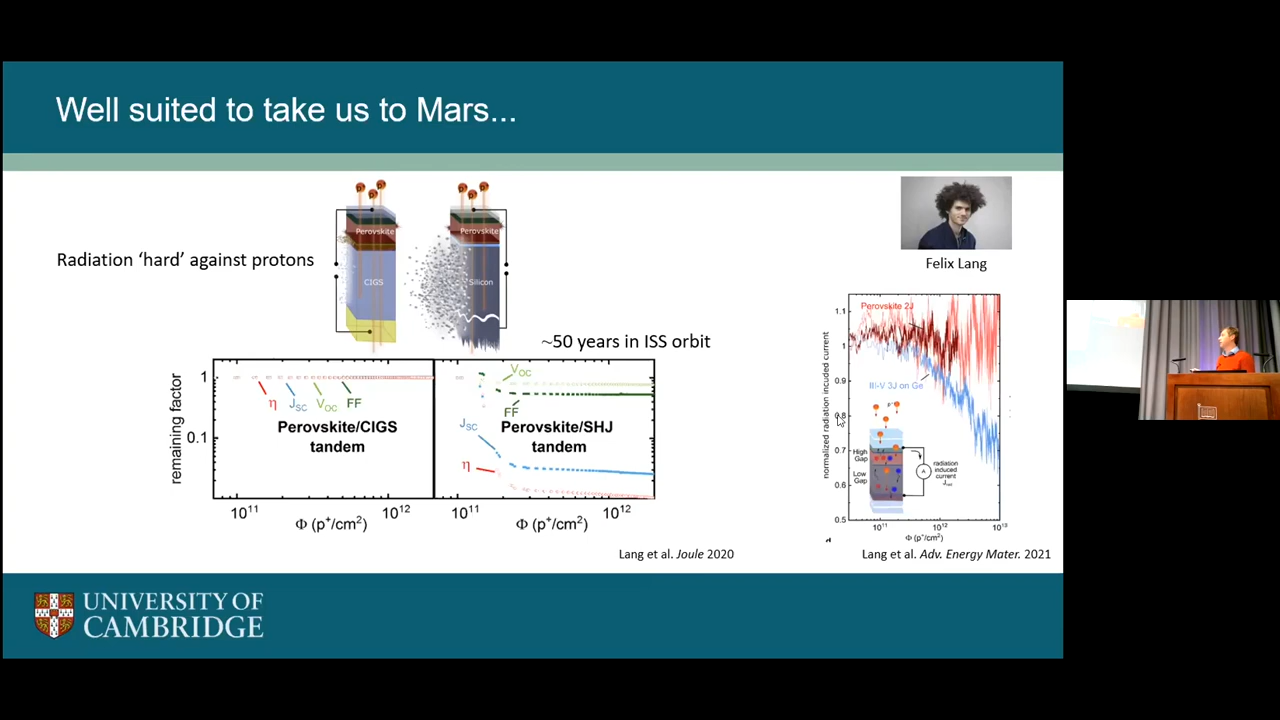 Well suited to take us to Mars...
Radiation ‘hard’ against protons
Perovskite
CIGS
Perovskite
Silicon
~50 years in ISS orbit
Felix Lang
remaining factor
1
0.1
η
J_SC
V_OC
FF
Perovskite/CIGS
tandem
10^11
10^12
Φ (p⁺/cm²)
V_OC
FF
J_SC
η
Perovskite/SHJ
tandem
10^11
10^12
Φ (p⁺/cm²)
Lang et al. Joule 2020
normalized radiation incuded current
1.1
1
0.9
0.8
0.7
0.6
0.5
Perovskite 2J
III-V 3J on Ge
p⁺
High
Gap
Low
Gap
A
radiation
induced
current
J_rad
10^11
10^12
10^13
Φ (p⁺/cm²)
d
Lang et al. Adv. Energy Mater. 2021
UNIVERSITY OF
CAMBRIDGE